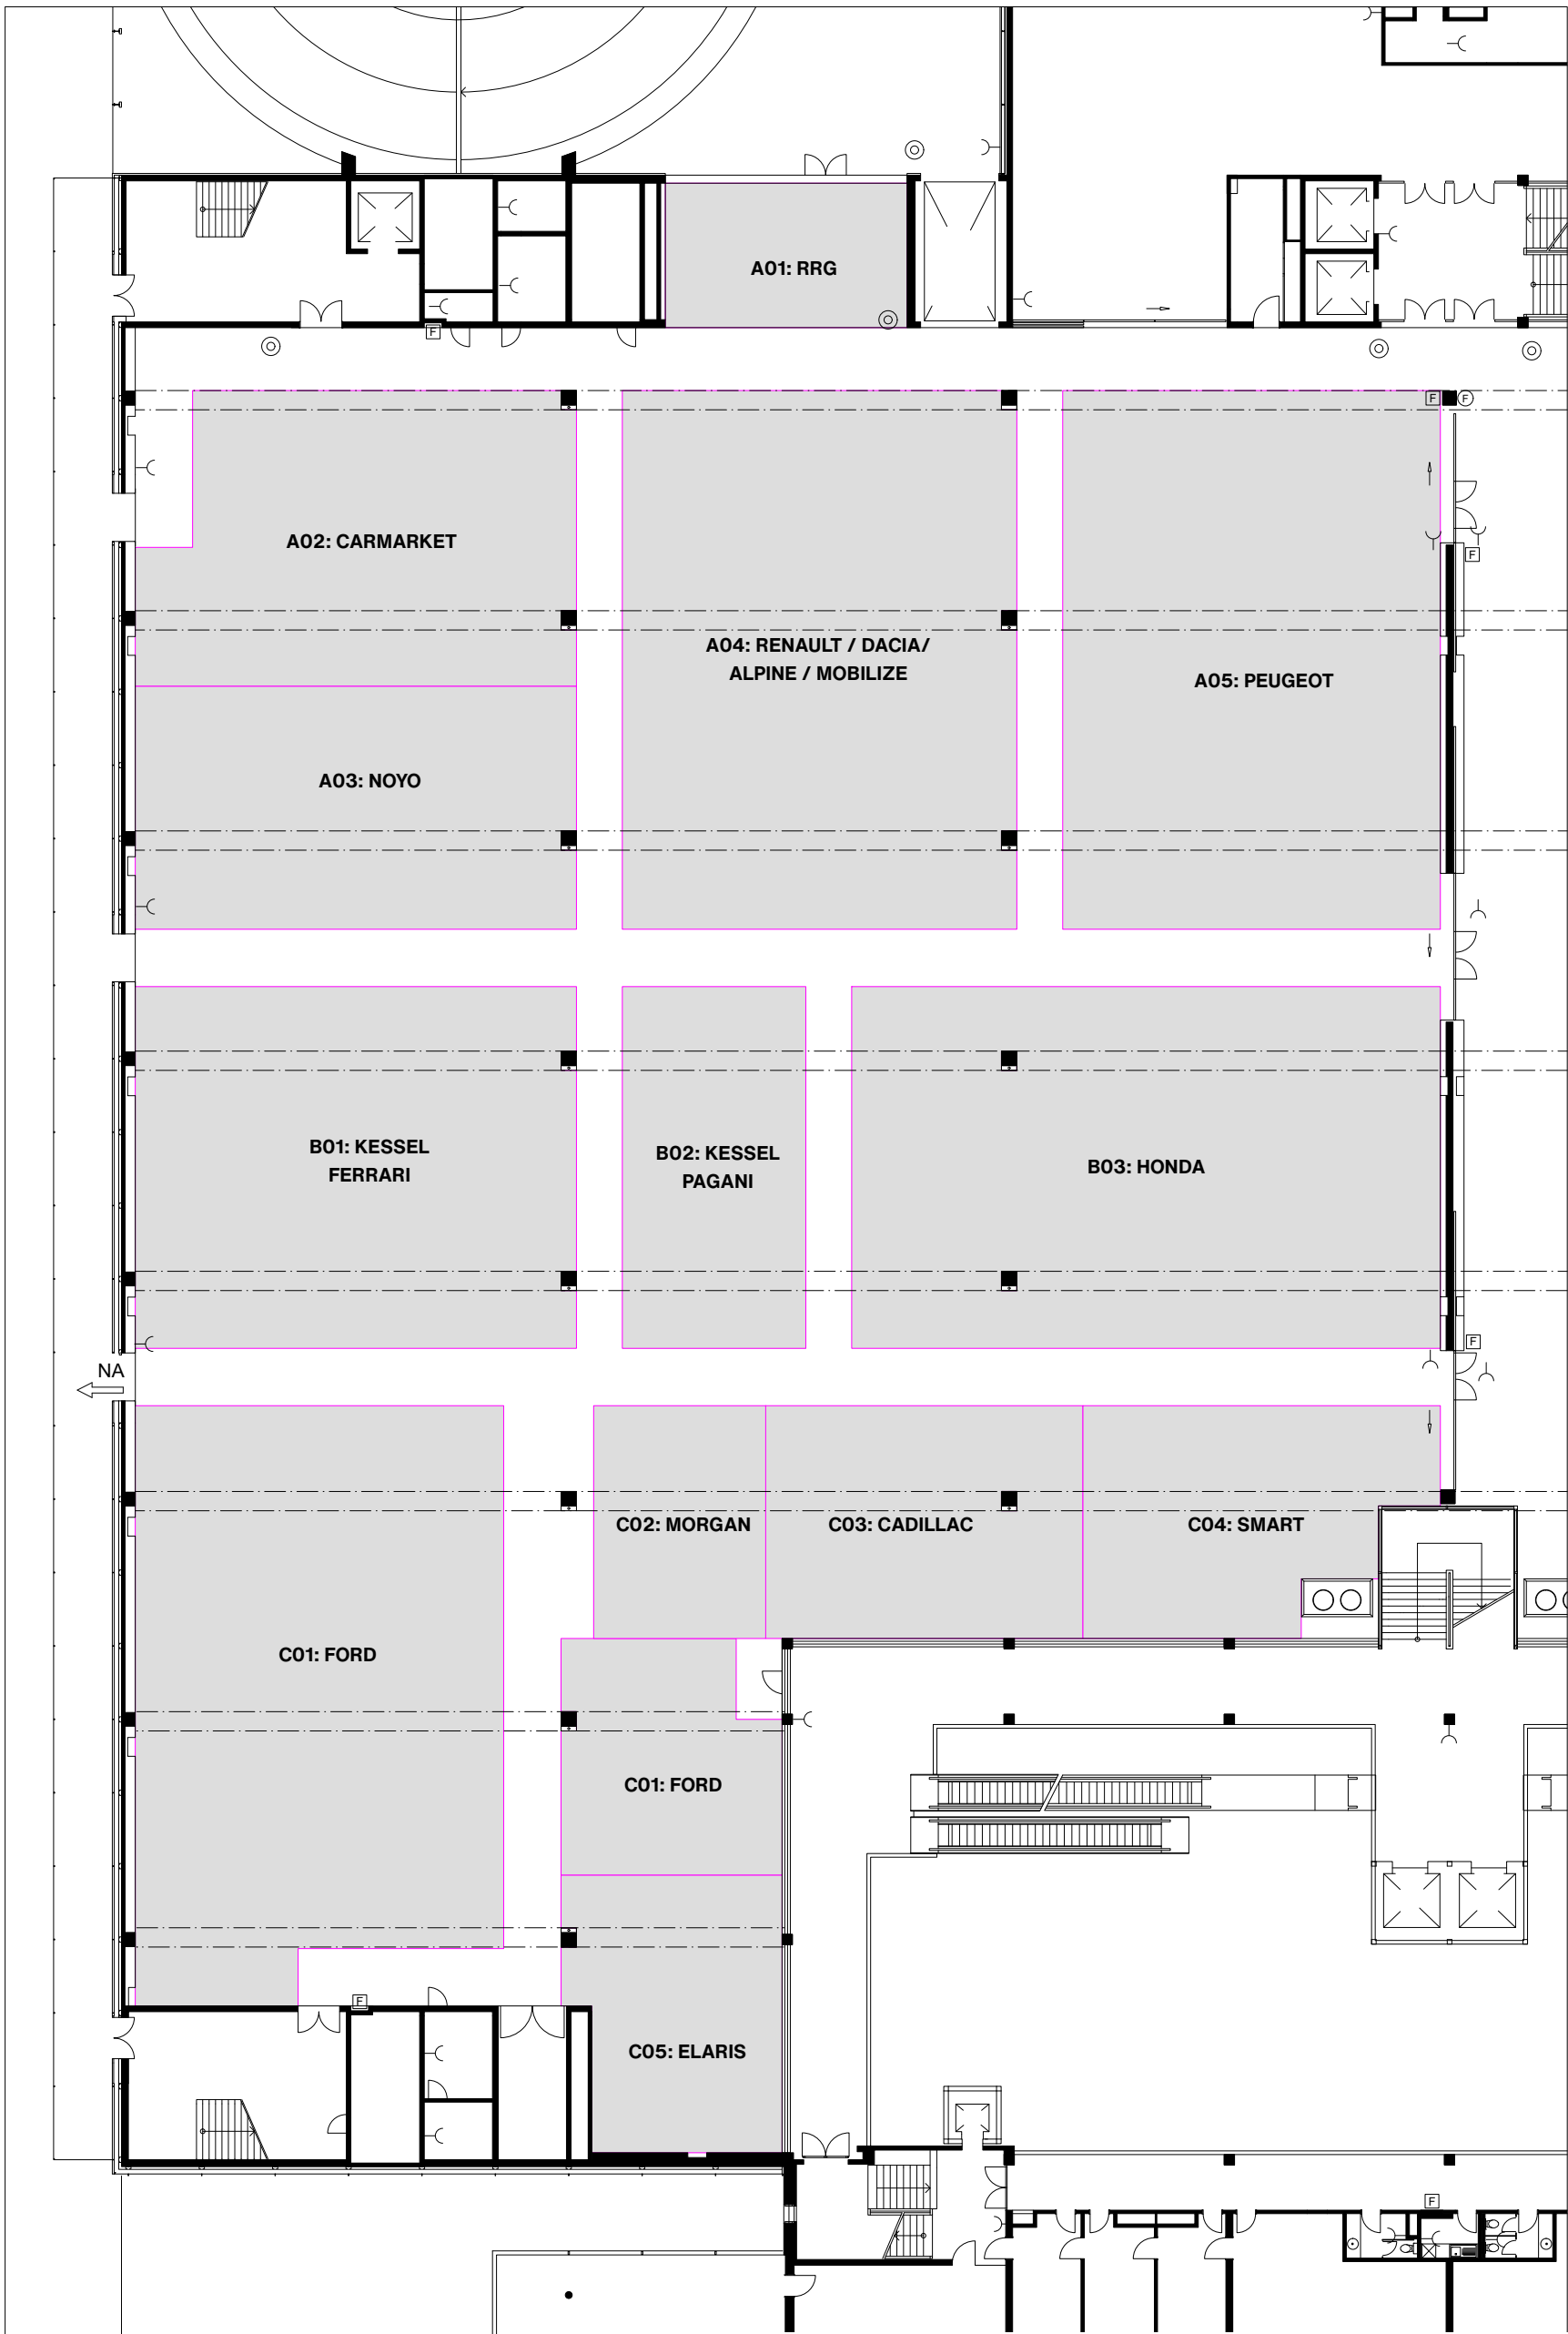 A01: RRG
F
F
F
A02: CARMARKET
F
A04: RENAULT / DACIA/
ALPINE / MOBILIZE
A05: PEUGEOT
A03: NOYO
B01: KESSEL
FERRARI
B02: KESSEL
PAGANI
B03: HONDA
F
NA
C02: MORGAN
C03: CADILLAC
C04: SMART
C01: FORD
C01: FORD
F
C05: ELARIS
F